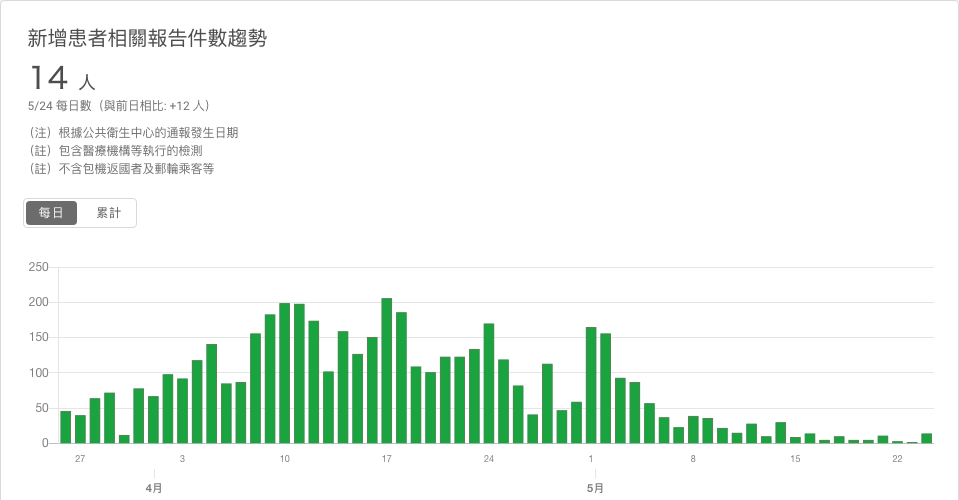 新增患者相關報告件數趨勢
14 人
5/24 每日數（與前日相比: +12 人）
（注）根據公共衛生中心的通報發生日期
（註）包含醫療機構等執行的檢測
（註）不含包機返國者及郵輪乘客等
每日 累計
250
200
150
100
50
0
27 3 10 17 24 1 8 15 22
4月 5月